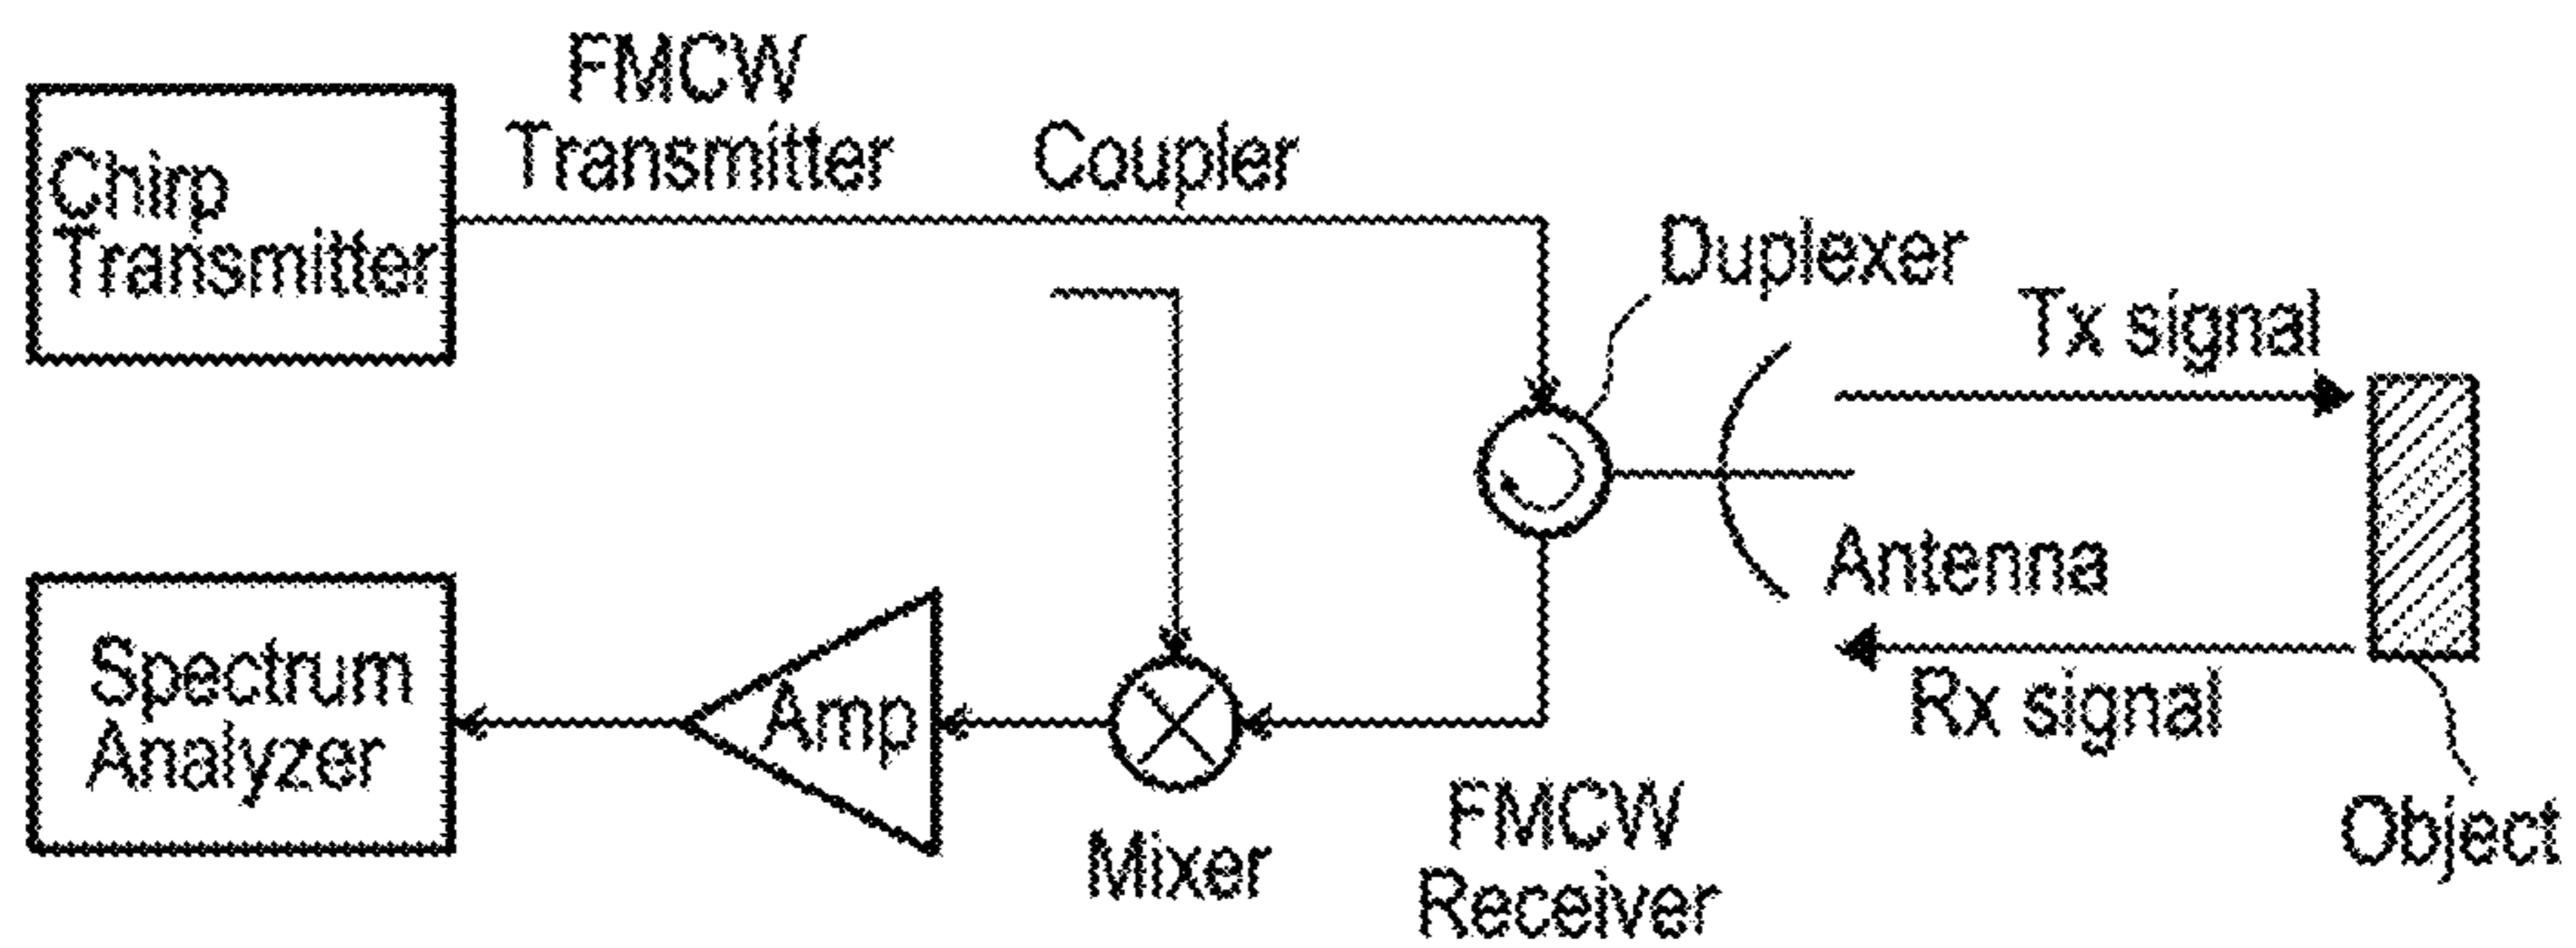 FMCW
Transmitter
Coupler
Chirp
Transmitter
Duplexer
Tx signal
Antenna
Rx signal
Spectrum
Analyzer
Amp
Mixer
FMCW
Receiver
Object